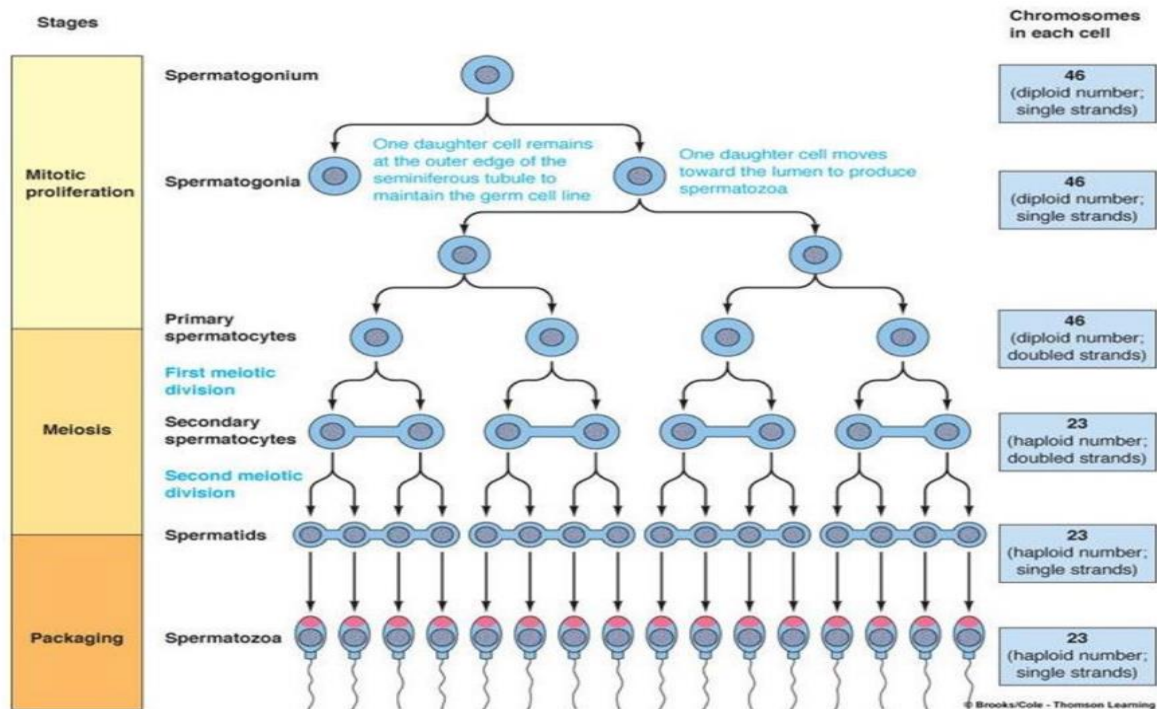 Stages
Chromosomes
in each cell
Spermatogonium
46
(diploid number;
single strands)
Mitotic
proliferation
One daughter cell remains
at the outer edge of the
seminiferous tubule to
maintain the germ cell line
One daughter cell moves
toward the lumen to produce
spermatozoa
Spermatogonia
46
(diploid number;
single strands)
Primary
spermatocytes
46
(diploid number;
doubled strands)
First meiotic
division
Meiosis
Secondary
spermatocytes
23
(haploid number;
doubled strands)
Second meiotic
division
Spermatids
23
(haploid number;
single strands)
Packaging
Spermatozoa
23
(haploid number;
single strands)
© Brooks/Cole - Thomson Learning